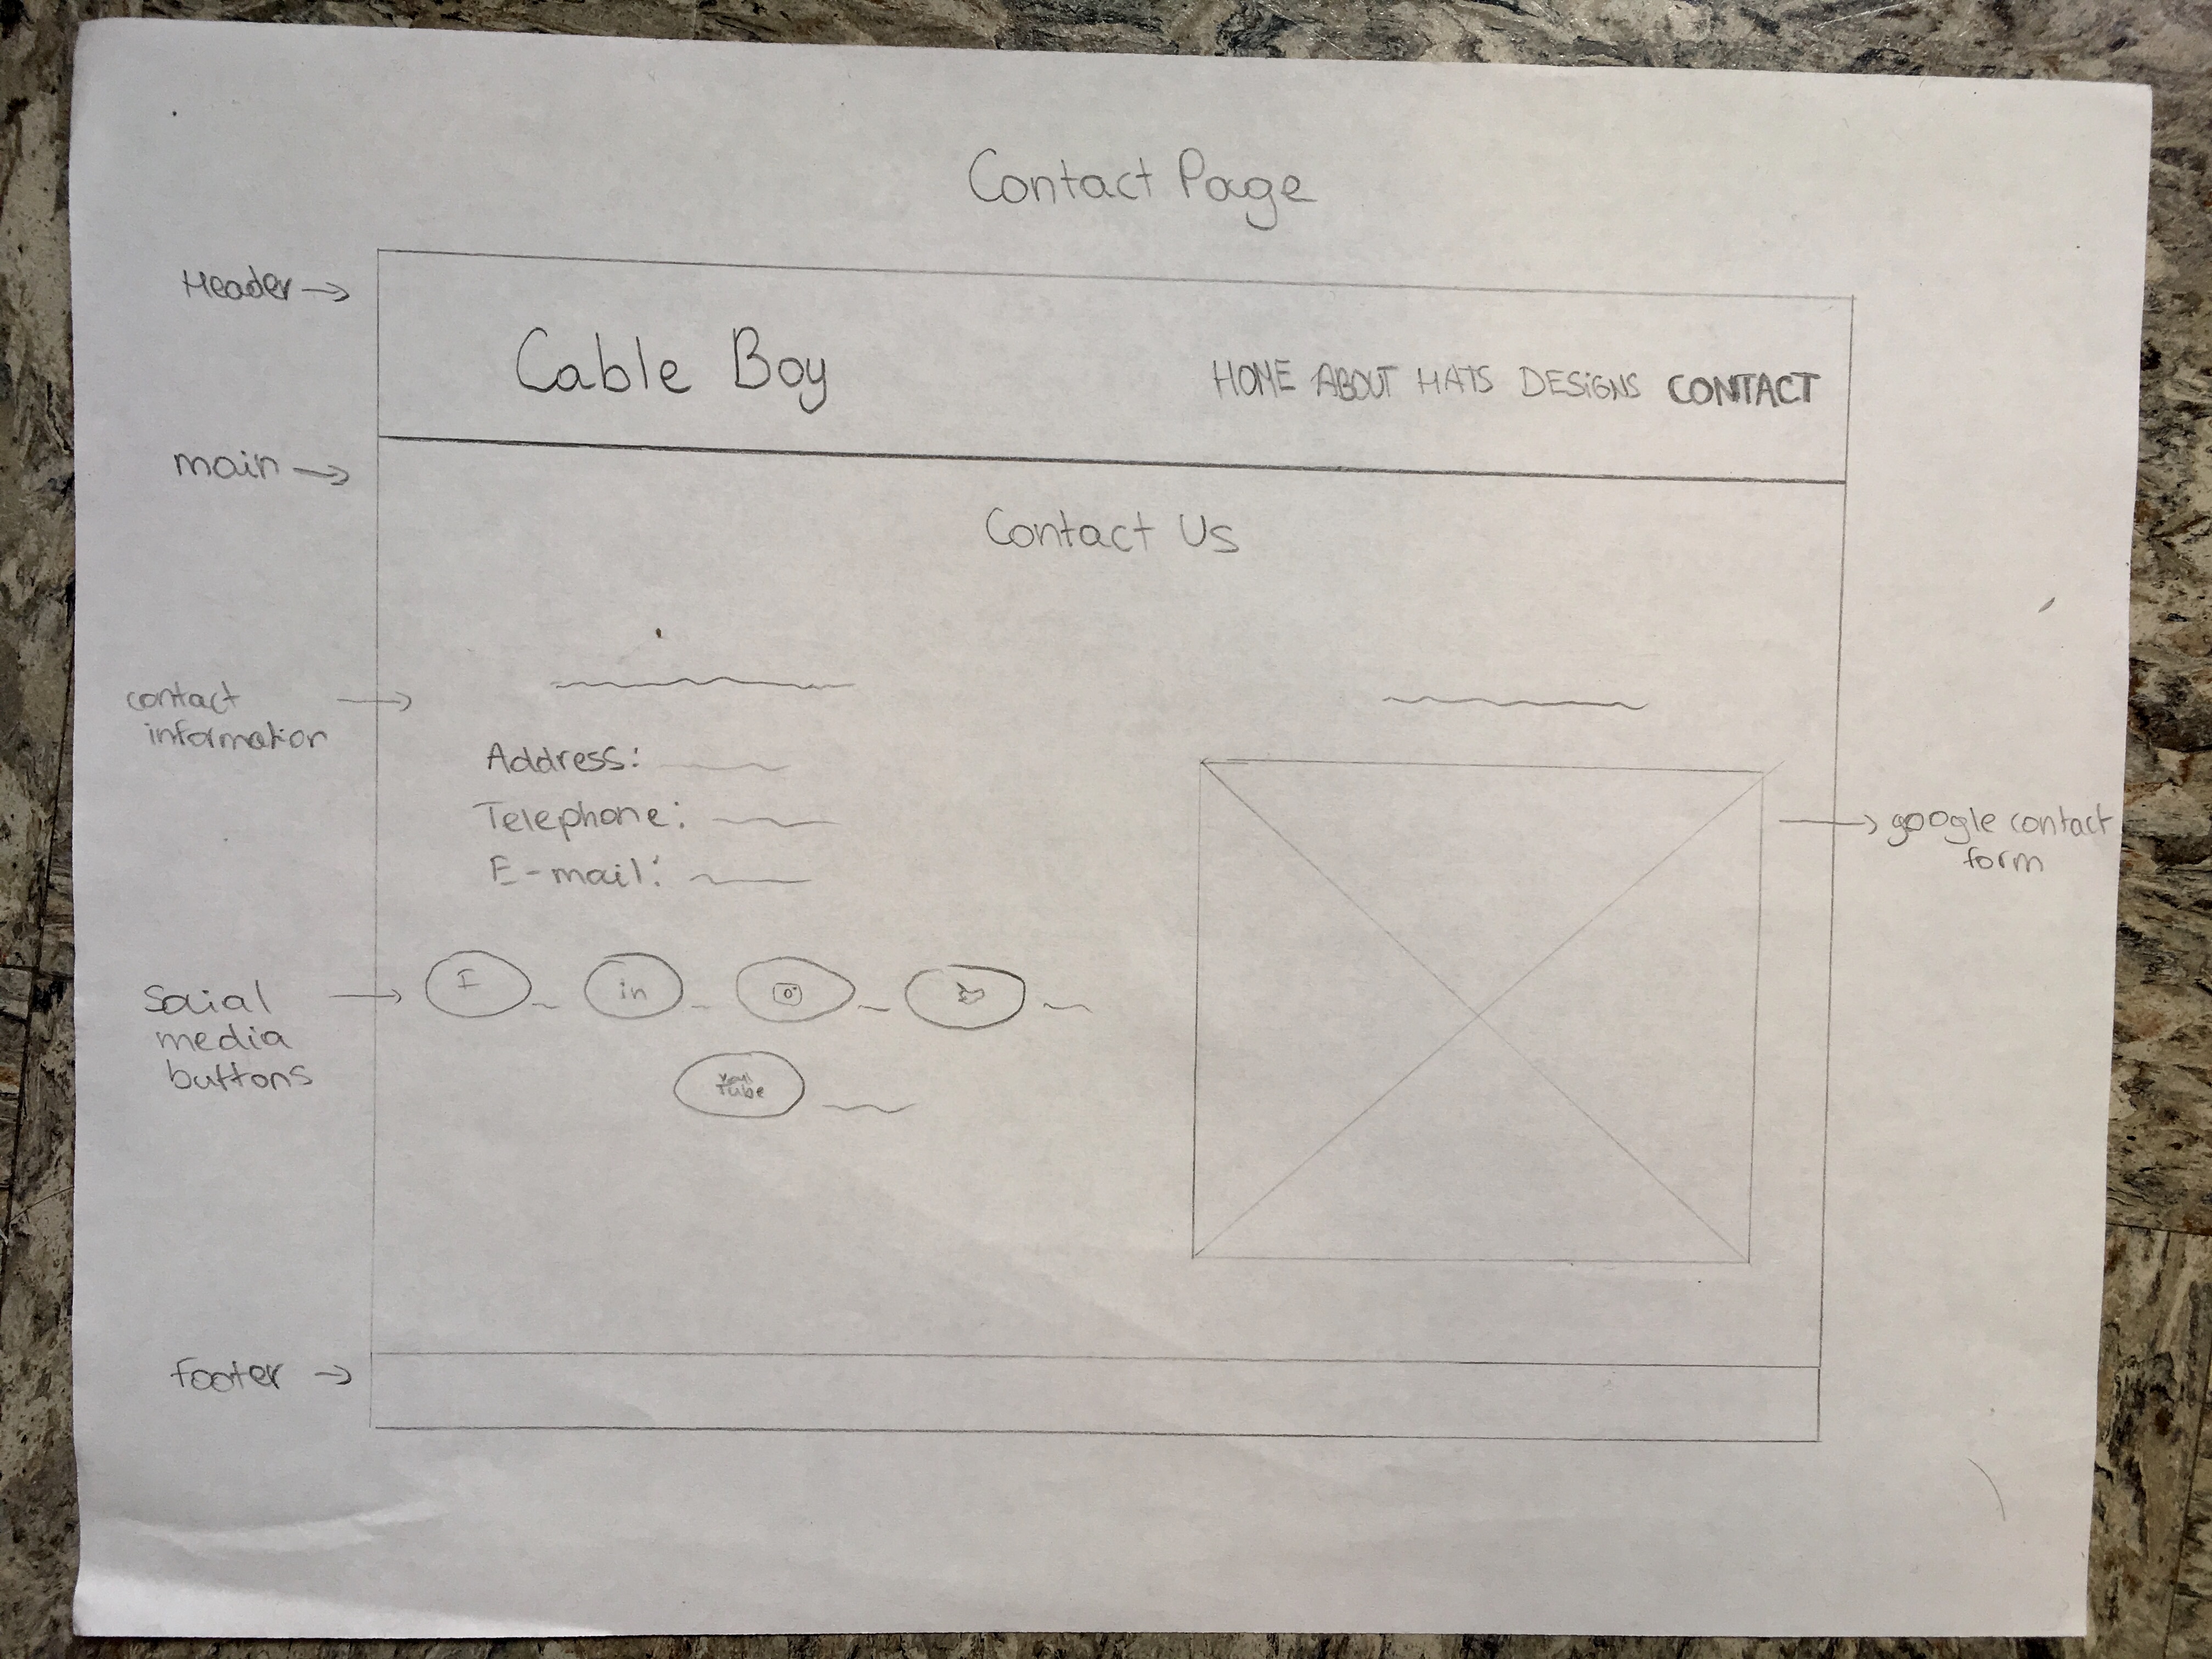 Contact Page
Header
Cable Boy
HOME ABOUT HATS DESIGNS CONTACT
main
Contact Us
contact
information
Address:
Telephone:
E-mail:
google contact
form
Social
media
buttons
in
You
Tube
footer